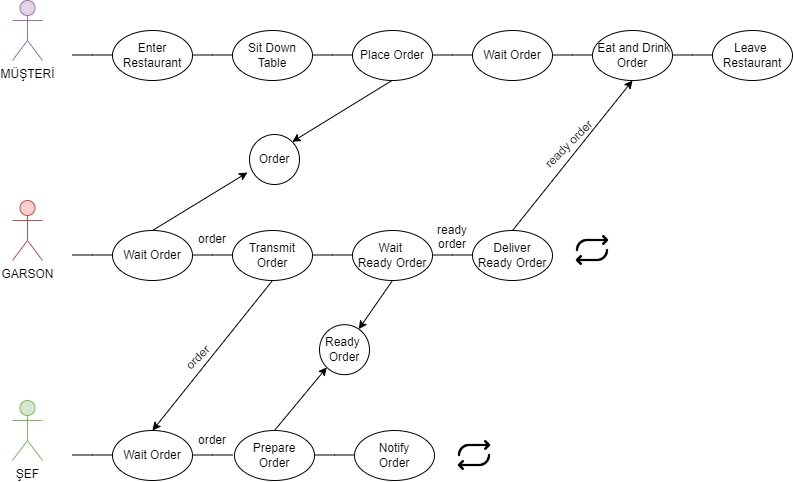 MÜŞTERİ
Enter
Restaurant
Sit Down
Table
Place Order
Wait Order
Eat and Drink
Order
Leave
Restaurant
Order
ready order
GARSON
Wait Order
order
Transmit
Order
Wait
Ready Order
ready
order
Deliver
Ready Order
order
Ready
Order
ŞEF
Wait Order
order
Prepare
Order
Notify
Order